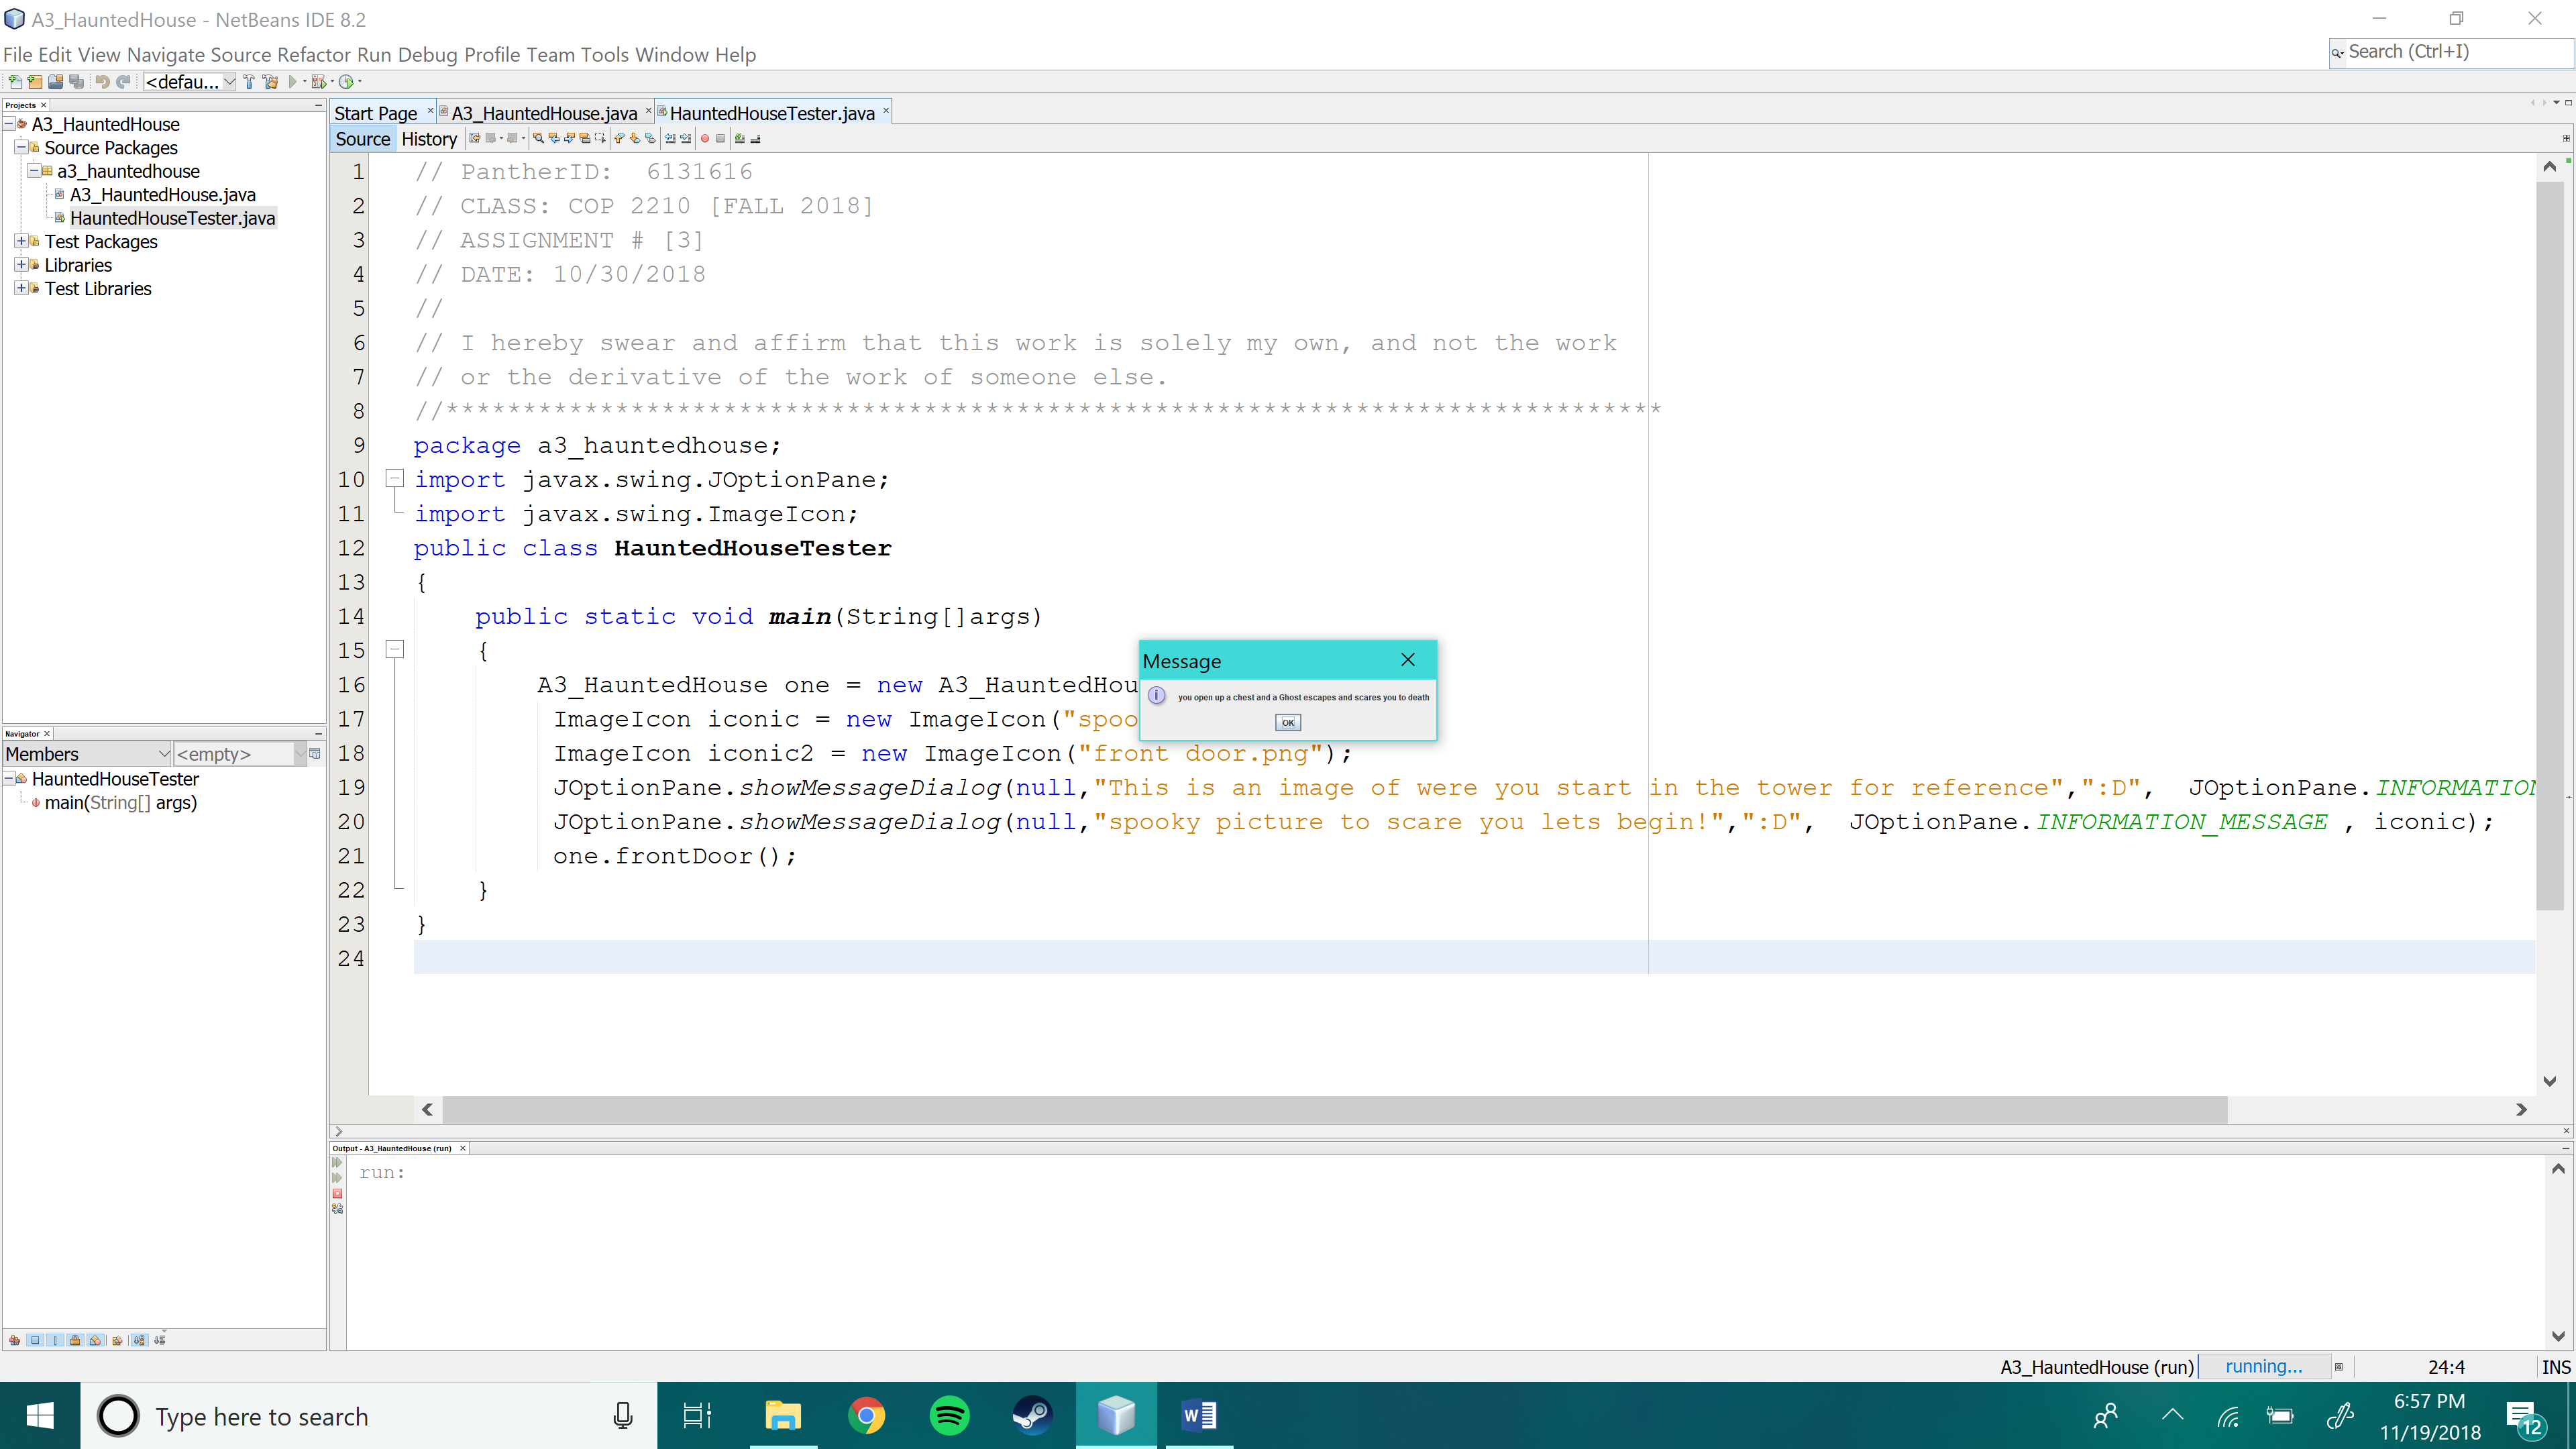 A3_HauntedHouse - NetBeans IDE 8.2
File Edit View Navigate Source Refactor Run Debug Profile Team Tools Window Help
Search (Ctrl+I)
<defau...
Projects
A3_HauntedHouse
Source Packages
a3_hauntedhouse
A3_HauntedHouse.java
HauntedHouseTester.java
Test Packages
Libraries
Test Libraries
Start Page
A3_HauntedHouse.java
HauntedHouseTester.java
Source History
1 // PantherID: 6131616
2 // CLASS: COP 2210 [FALL 2018]
3 // ASSIGNMENT # [3]
4 // DATE: 10/30/2018
5 //
6 // I hereby swear and affirm that this work is solely my own, and not the work
7 // or the derivative of the work of someone else.
8 //*******************************************************************************
9 package a3_hauntedhouse;
10 import javax.swing.JOptionPane;
11 import javax.swing.ImageIcon;
12 public class HauntedHouseTester
13 {
14 public static void main(String[]args)
15 {
16 A3_HauntedHouse one = new A3_HauntedHou
17 ImageIcon iconic = new ImageIcon("spoo
18 ImageIcon iconic2 = new ImageIcon("front door.png");
19 JOptionPane.showMessageDialog(null,"This is an image of were you start in the tower for reference",":D", JOptionPane.INFORMATION
20 JOptionPane.showMessageDialog(null,"spooky picture to scare you lets begin!",":D", JOptionPane.INFORMATION_MESSAGE , iconic);
21 one.frontDoor();
22 }
23 }
24
Message
you open up a chest and a Ghost escapes and scares you to death
OK
Navigator
Members
<empty>
HauntedHouseTester
main(String[] args)
Output - A3_HauntedHouse (run)
run:
A3_HauntedHouse (run)
running...
24:4
INS
Type here to search
6:57 PM
11/19/2018
12